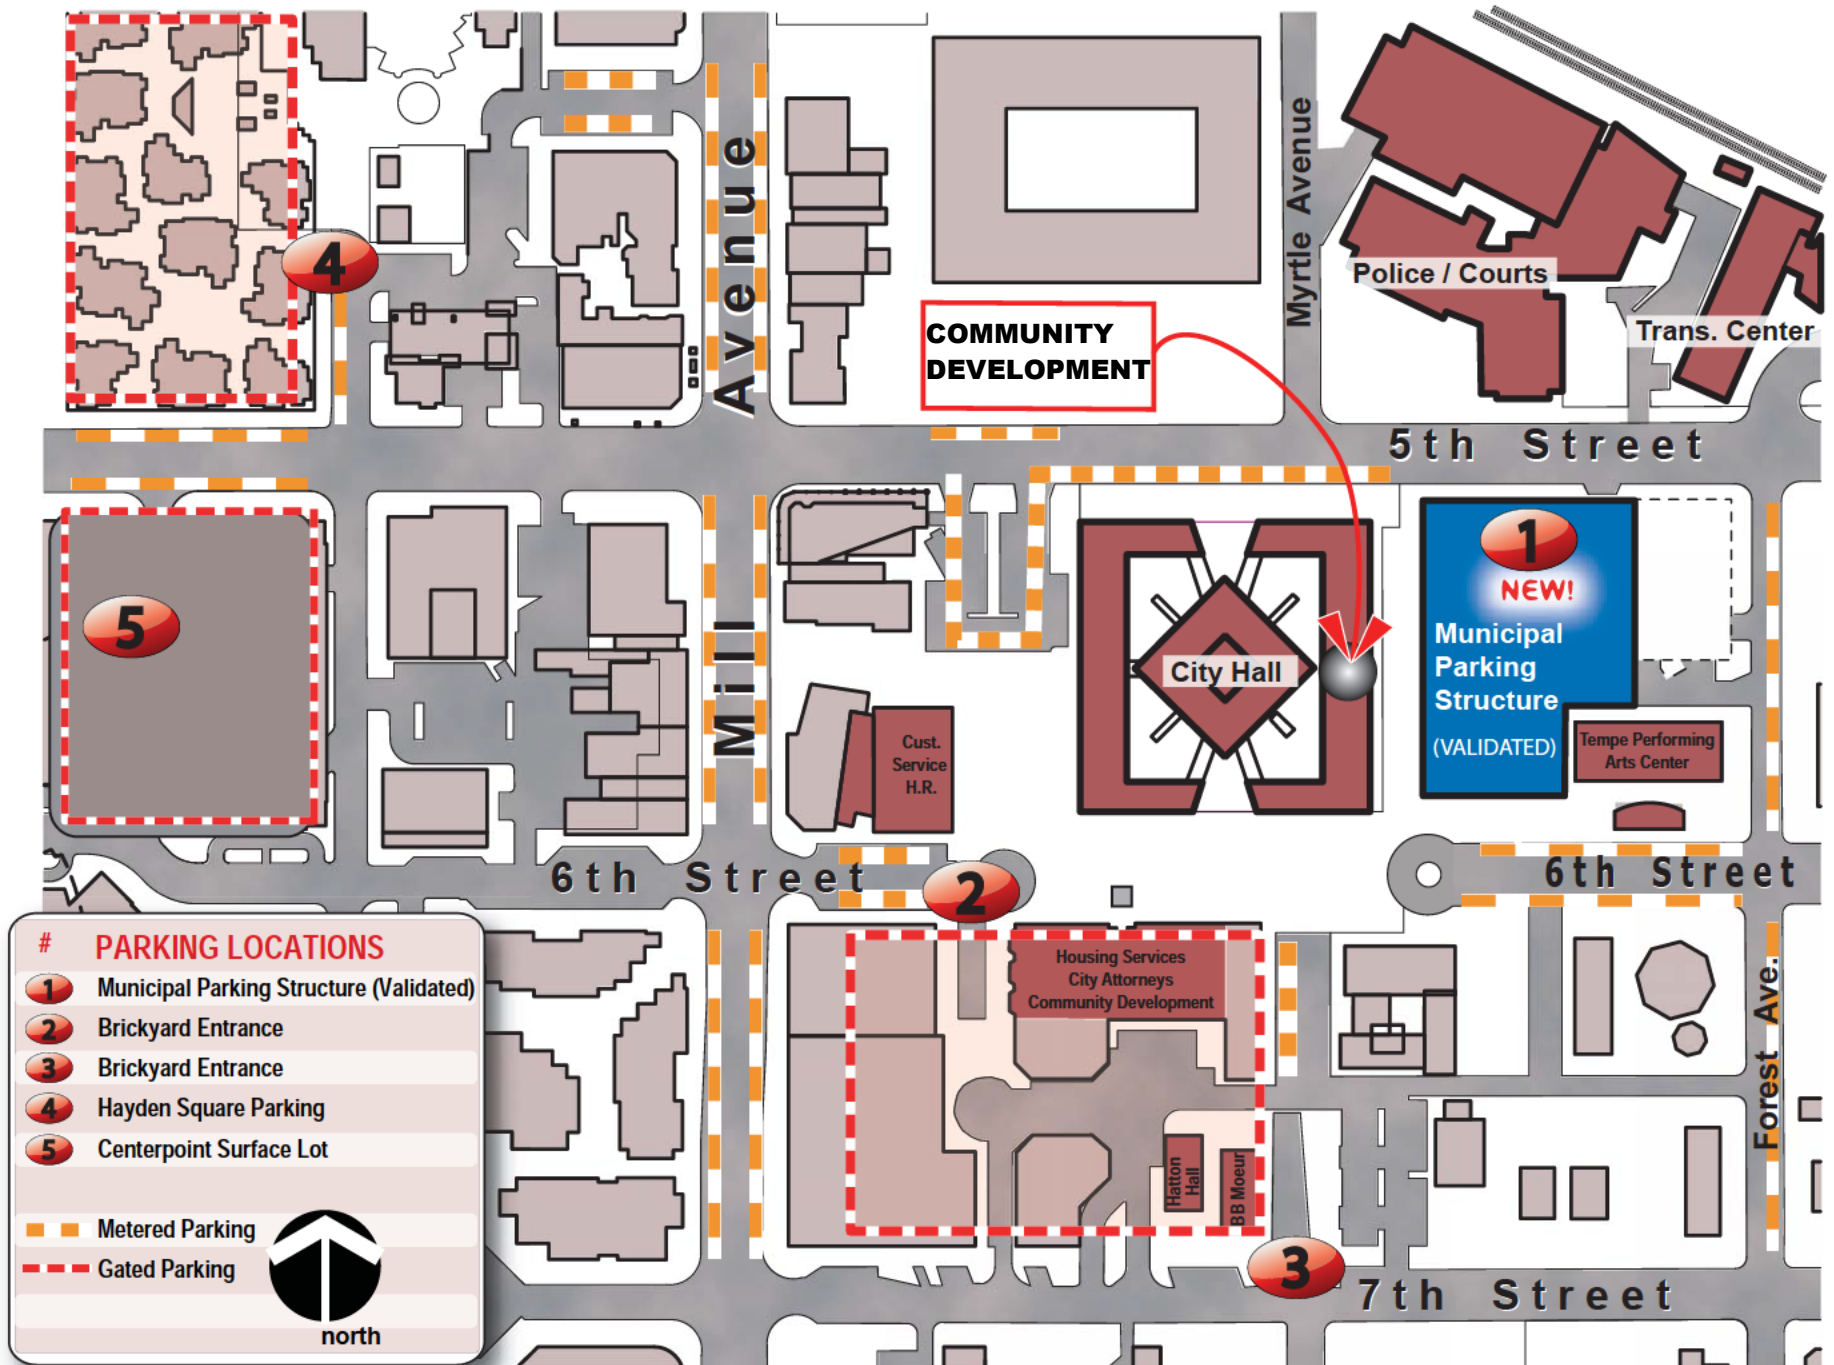 4
Avenue
Myrtle Avenue
Police / Courts
Trans. Center
COMMUNITY
DEVELOPMENT
5th Street
5
Mill
City Hall
1
NEW!
Municipal
Parking
Structure
(VALIDATED)
Tempe Performing
Arts Center
Cust.
Service
H.R.
6th Street
2
6th Street
Housing Services
City Attorneys
Community Development
Forest Ave.
Hatton
Hall
BB Moeur
3
7th Street
# PARKING LOCATIONS
1 Municipal Parking Structure (Validated)
2 Brickyard Entrance
3 Brickyard Entrance
4 Hayden Square Parking
5 Centerpoint Surface Lot
Metered Parking
Gated Parking
north